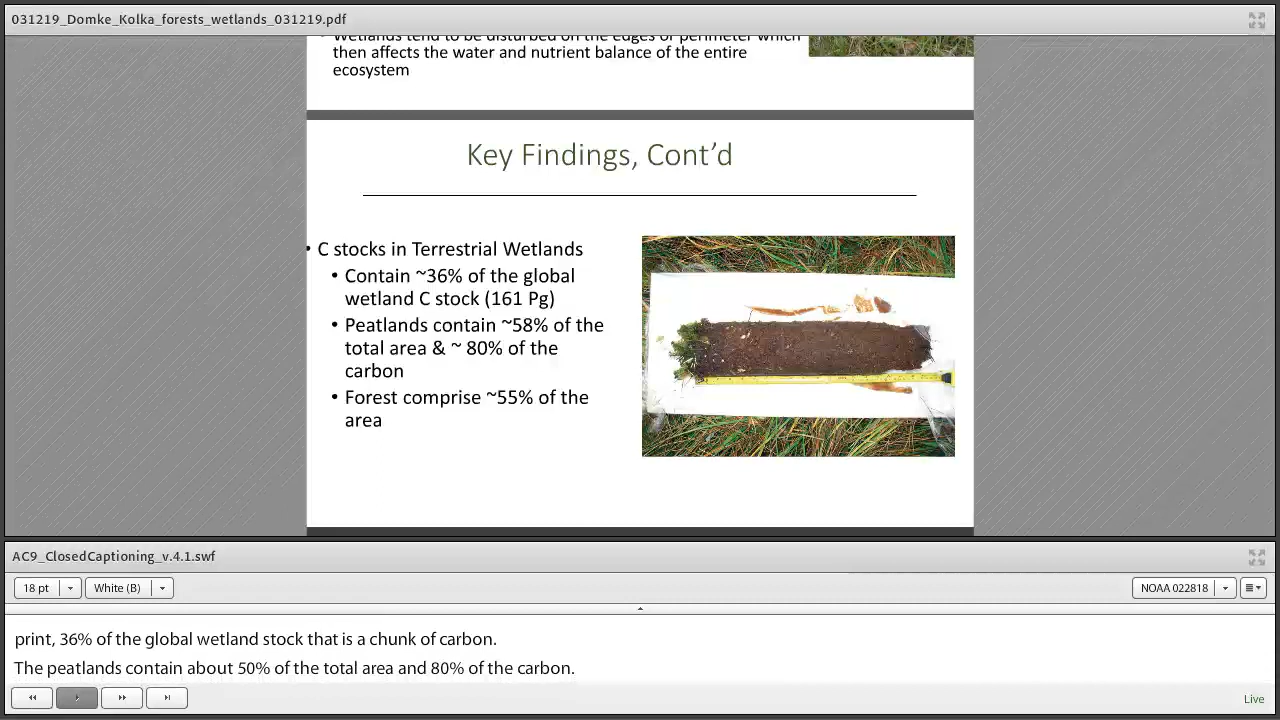 031219_Domke_Kolka_forests_wetlands_031219.pdf
• Wetlands tend to be disturbed on the edges or perimeter which
then affects the water and nutrient balance of the entire
ecosystem
Key Findings, Cont’d
• C stocks in Terrestrial Wetlands
• Contain ~36% of the global
wetland C stock (161 Pg)
• Peatlands contain ~58% of the
total area & ~ 80% of the
carbon
• Forest comprise ~55% of the
area
AC9_ClosedCaptioning_v.4.1.swf
18 pt
White (B)
NOAA 022818
print, 36% of the global wetland stock that is a chunk of carbon.
The peatlands contain about 50% of the total area and 80% of the carbon.
Live